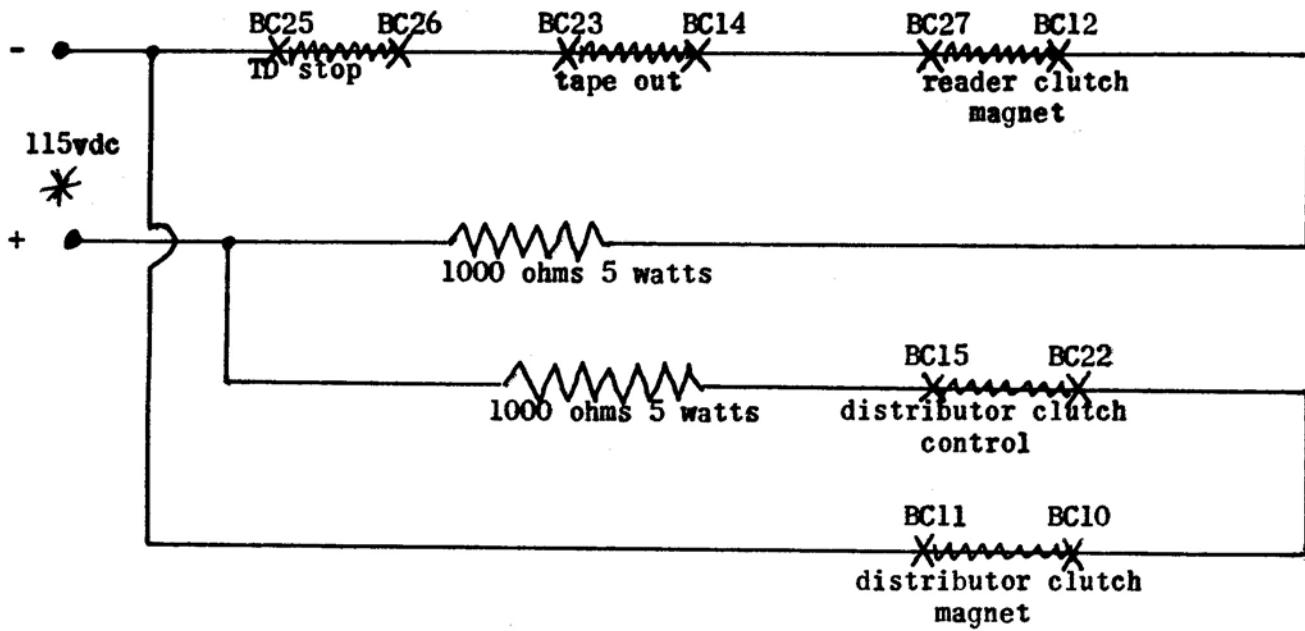 BC25 BC26 BC23 BC14 BC27 BC12
-
TD stop tape out reader clutch
magnet
115vdc
*
+
1000 ohms 5 watts
BC15 BC22
1000 ohms 5 watts distributor clutch
control
BC11 BC10
distributor clutch
magnet